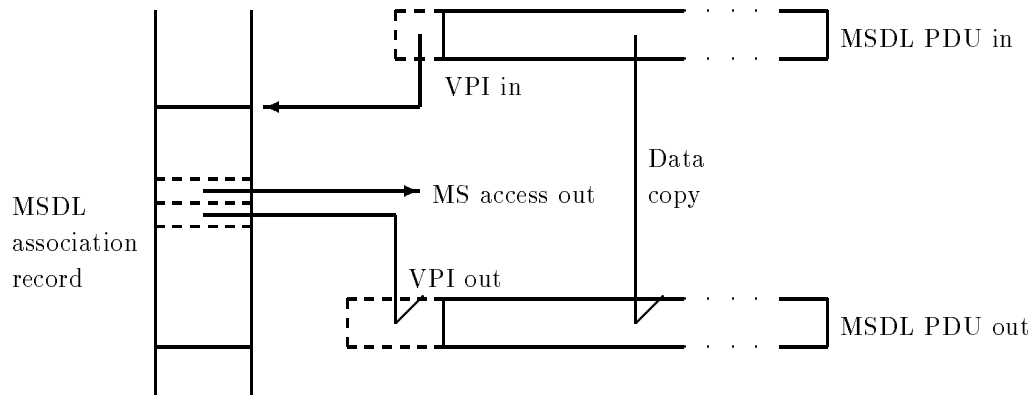 MSDL PDU in
VPI in
Data
copy
MS access out
MSDL
association
record
VPI out
MSDL PDU out